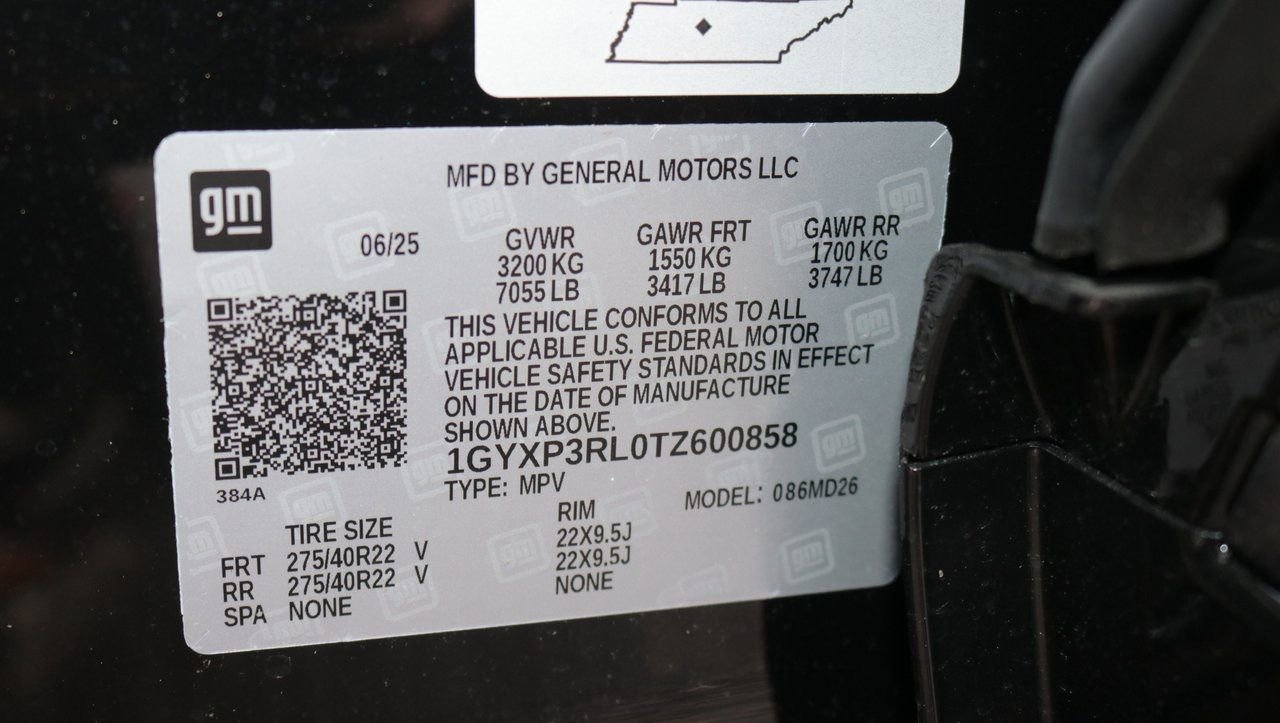 gm
MFD BY GENERAL MOTORS LLC
06/25
GVWR GAWR FRT GAWR RR
3200 KG 1550 KG 1700 KG
7055 LB 3417 LB 3747 LB
THIS VEHICLE CONFORMS TO ALL
APPLICABLE U.S. FEDERAL MOTOR
VEHICLE SAFETY STANDARDS IN EFFECT
ON THE DATE OF MANUFACTURE
SHOWN ABOVE.
1GYXP3RL0TZ600858
384A
TYPE: MPV MODEL: 086MD26
TIRE SIZE RIM
FRT 275/40R22 V 22X9.5J
RR 275/40R22 V 22X9.5J
SPA NONE NONE